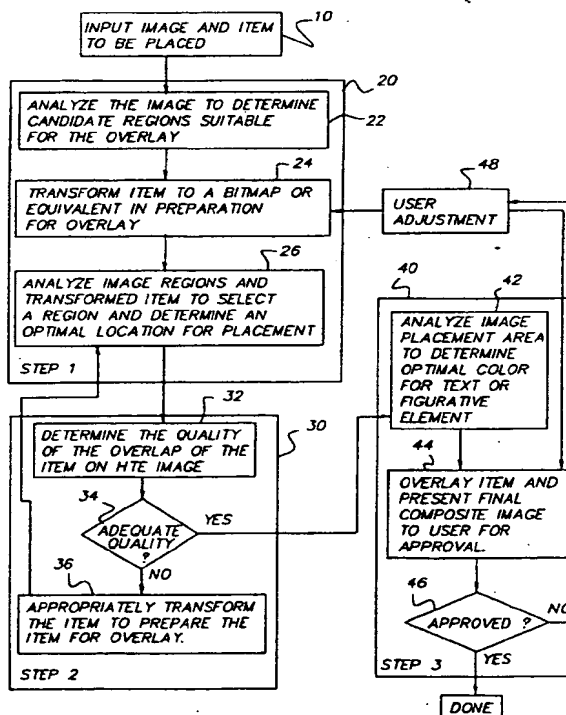 INPUT IMAGE AND ITEM
TO BE PLACED
10
20
ANALYZE THE IMAGE TO DETERMINE
CANDIDATE REGIONS SUITABLE
FOR THE OVERLAY
22
24
TRANSFORM ITEM TO A BITMAP OR
EQUIVALENT IN PREPARATION
FOR OVERLAY
26
ANALYZE IMAGE REGIONS AND
TRANSFORMED ITEM TO SELECT
A REGION AND DETERMINE AN
OPTIMAL LOCATION FOR PLACEMENT
STEP 1
32
30
DETERMINE THE QUALITY
OF THE OVERLAP OF THE
ITEM ON HTE IMAGE
34
ADEQUATE
QUALITY
?
YES
NO
36
APPROPRIATELY TRANSFORM
THE ITEM TO PREPARE THE
ITEM FOR OVERLAY.
STEP 2
48
USER
ADJUSTMENT
40
42
ANALYZE IMAGE
PLACEMENT AREA
TO DETERMINE
OPTIMAL COLOR
FOR TEXT OR
FIGURATIVE
ELEMENT
44
OVERLAY ITEM AND
PRESENT FINAL
COMPOSITE IMAGE
TO USER FOR
APPROVAL.
46
APPROVED ?
NO
YES
STEP 3
DONE